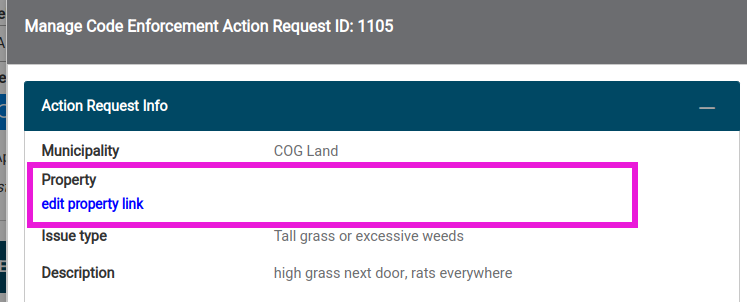 Manage Code Enforcement Action Request ID: 1105
Action Request Info
Municipality COG Land
Property
edit property link
Issue type Tall grass or excessive weeds
Description high grass next door, rats everywhere